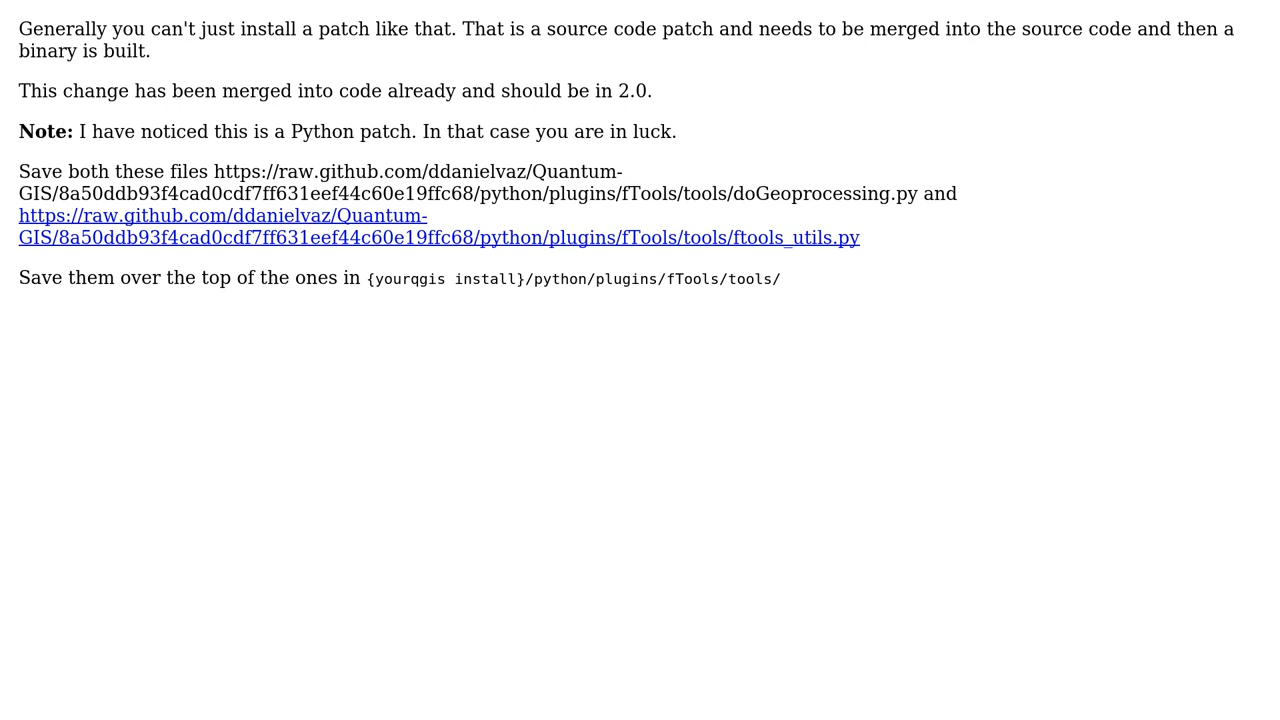 Generally you can't just install a patch like that. That is a source code patch and needs to be merged into the source code and then a
binary is built.
This change has been merged into code already and should be in 2.0.
Note: I have noticed this is a Python patch. In that case you are in luck.
Save both these files https://raw.github.com/ddanielvaz/Quantum-
GIS/8a50ddb93f4cad0cdf7ff631eef44c60e19ffc68/python/plugins/fTools/tools/doGeoprocessing.py and
https://raw.github.com/ddanielvaz/Quantum-
GIS/8a50ddb93f4cad0cdf7ff631eef44c60e19ffc68/python/plugins/fTools/tools/ftools_utils.py
Save them over the top of the ones in {yourqgis install}/python/plugins/fTools/tools/